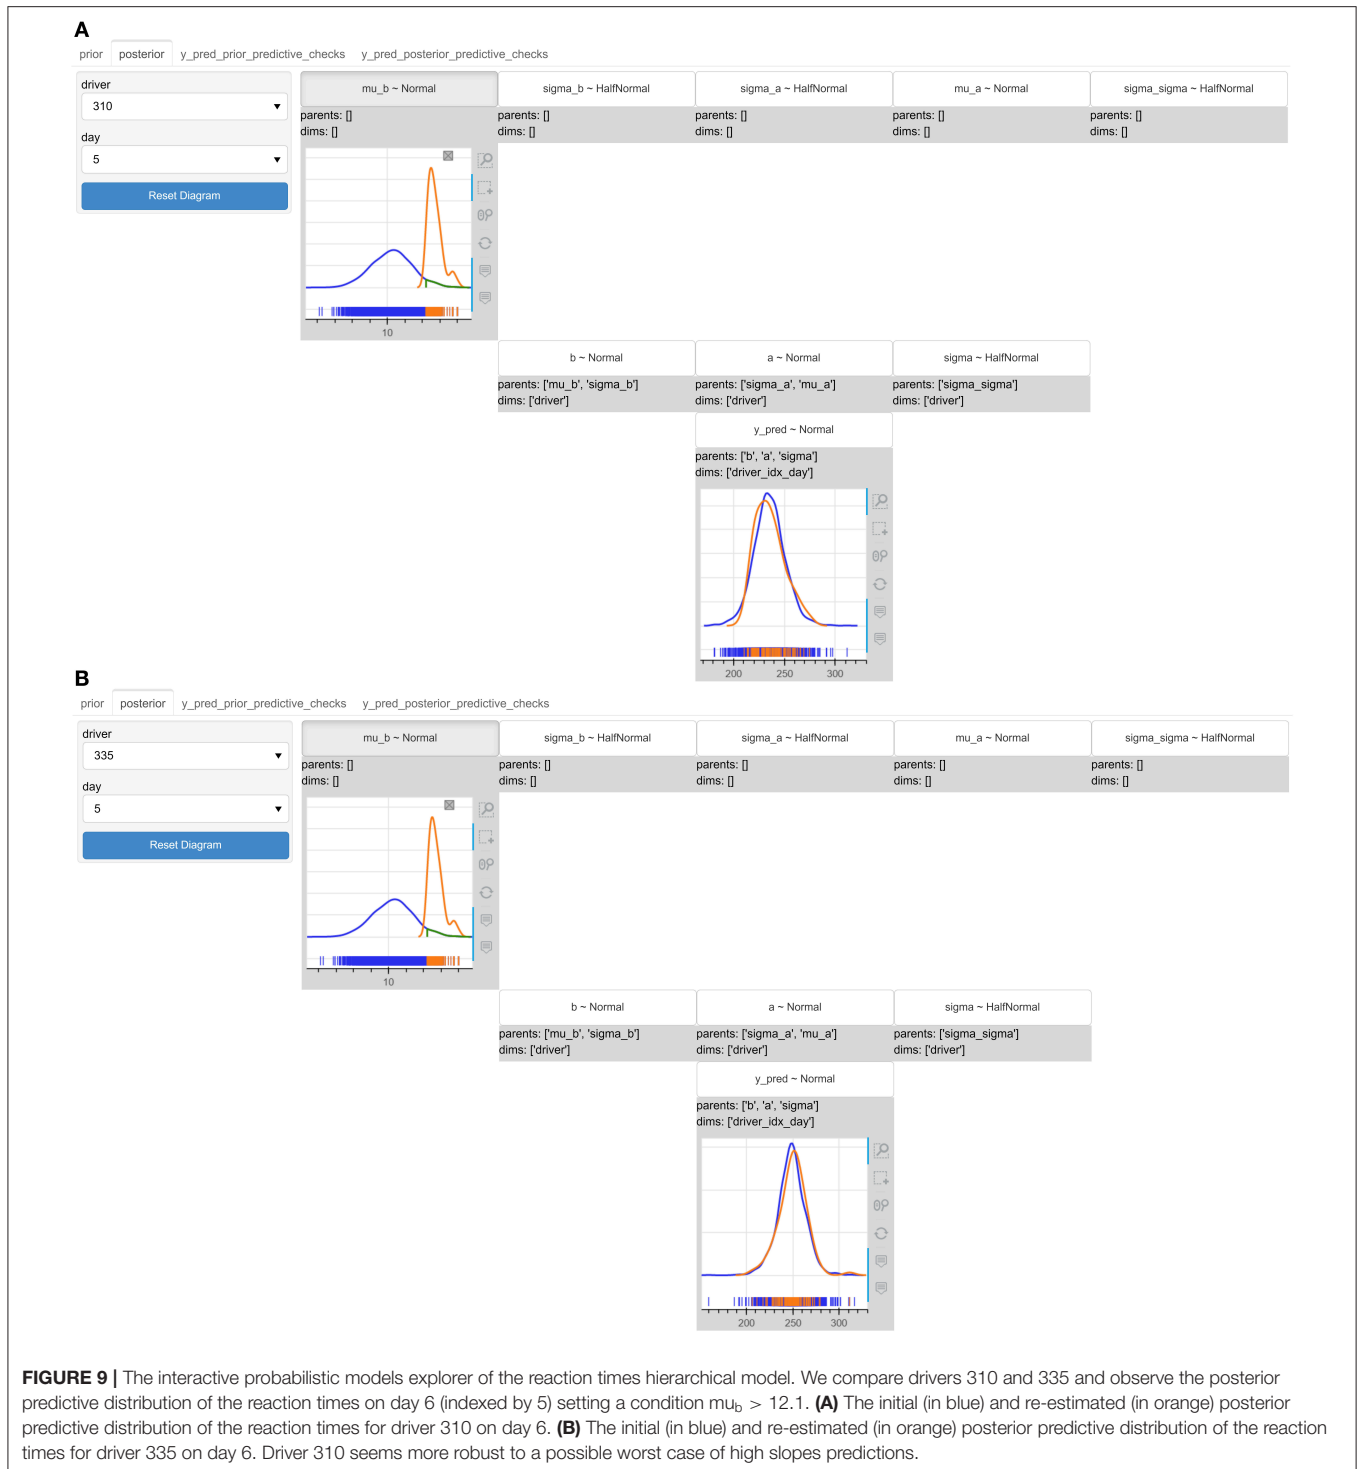 A
prior posterior y_pred_prior_predictive_checks y_pred_posterior_predictive_checks
driver
310
day
5
Reset Diagram
mu_b ~ Normal
parents: []
dims: []
10
sigma_b ~ HalfNormal
parents: []
dims: []
sigma_a ~ HalfNormal
parents: []
dims: []
mu_a ~ Normal
parents: []
dims: []
sigma_sigma ~ HalfNormal
parents: []
dims: []
b ~ Normal
parents: ['mu_b', 'sigma_b']
dims: ['driver']
a ~ Normal
parents: ['sigma_a', 'mu_a']
dims: ['driver']
sigma ~ HalfNormal
parents: ['sigma_sigma']
dims: ['driver']
y_pred ~ Normal
parents: ['b', 'a', 'sigma']
dims: ['driver_idx_day']
200 250 300
B
prior posterior y_pred_prior_predictive_checks y_pred_posterior_predictive_checks
driver
335
day
5
Reset Diagram
mu_b ~ Normal
parents: []
dims: []
10
sigma_b ~ HalfNormal
parents: []
dims: []
sigma_a ~ HalfNormal
parents: []
dims: []
mu_a ~ Normal
parents: []
dims: []
sigma_sigma ~ HalfNormal
parents: []
dims: []
b ~ Normal
parents: ['mu_b', 'sigma_b']
dims: ['driver']
a ~ Normal
parents: ['sigma_a', 'mu_a']
dims: ['driver']
sigma ~ HalfNormal
parents: ['sigma_sigma']
dims: ['driver']
y_pred ~ Normal
parents: ['b', 'a', 'sigma']
dims: ['driver_idx_day']
200 250 300
FIGURE 9 | The interactive probabilistic models explorer of the reaction times hierarchical model. We compare drivers 310 and 335 and observe the posterior
predictive distribution of the reaction times on day 6 (indexed by 5) setting a condition mu_b > 12.1. (A) The initial (in blue) and re-estimated (in orange) posterior
predictive distribution of the reaction times for driver 310 on day 6. (B) The initial (in blue) and re-estimated (in orange) posterior predictive distribution of the reaction
times for driver 335 on day 6. Driver 310 seems more robust to a possible worst case of high slopes predictions.